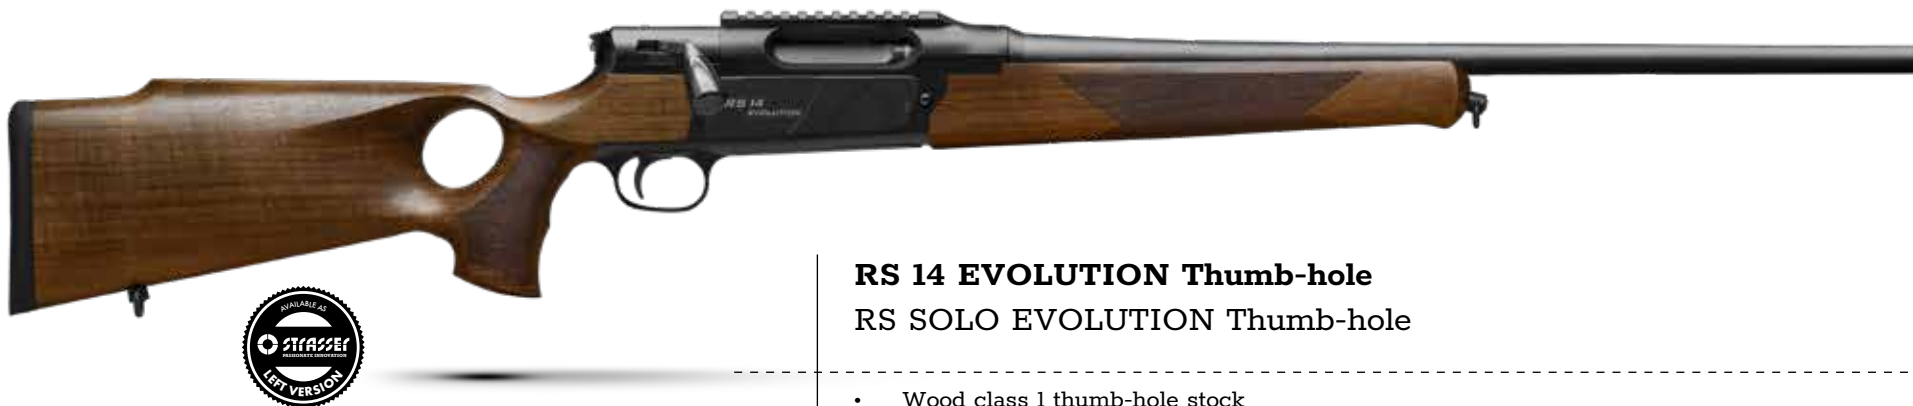 RS 14
EVOLUTION
AVAILABLE AS
STRASSER
PASSIONATE INNOVATION
LEFT VERSION
RS 14 EVOLUTION Thumb-hole
RS SOLO EVOLUTION Thumb-hole
• Wood class 1 thumb-hole stock